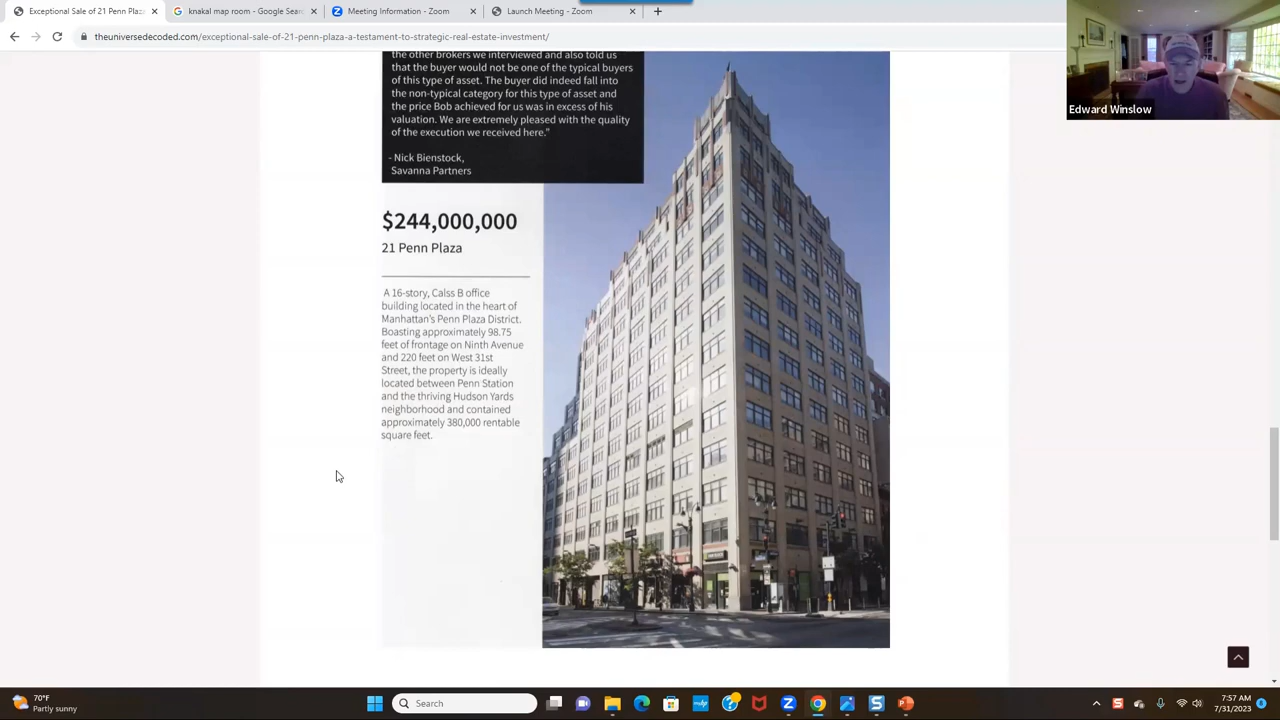 Exceptional Sale of 21 Penn Plaza
knakal map room - Google Sear
Meeting Information - Zoom
Launch Meeting - Zoom
theuniversedecoded.com/exceptional-sale-of-21-penn-plaza-a-testament-to-strategic-real-estate-investment/
Edward Winslow
the other brokers we interviewed and also told us
that the buyer would not be one of the typical buyers
of this type of asset. The buyer did indeed fall into
the non-typical category for this type of asset and
the price Bob achieved for us was in excess of his
valuation. We are extremely pleased with the quality
of the execution we received here."
- Nick Bienstock,
Savanna Partners
$244,000,000
21 Penn Plaza
A 16-story, Calss B office
building located in the heart of
Manhattan's Penn Plaza District.
Boasting approximately 98.75
feet of frontage on Ninth Avenue
and 220 feet on West 31st
Street, the property is ideally
located between Penn Station
and the thriving Hudson Yards
neighborhood and contained
approximately 380,000 rentable
square feet.
70°F
Partly sunny
Search
7:57 AM
7/31/2023